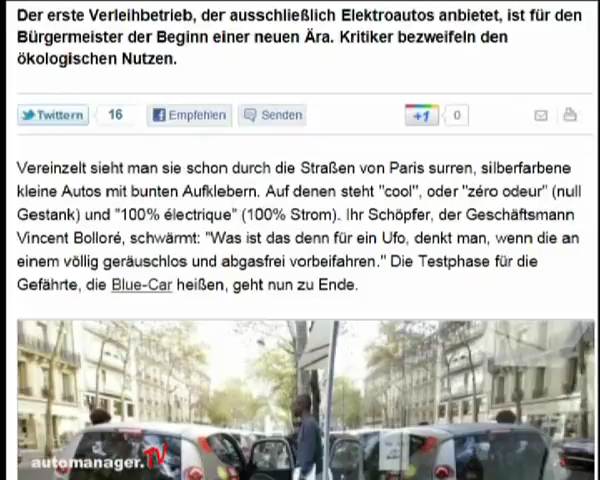 Der erste Verleihbetrieb, der ausschließlich Elektroautos anbietet, ist für den
Bürgermeister der Beginn einer neuen Ära. Kritiker bezweifeln den
ökologischen Nutzen.
Twittern 16 Empfehlen Senden +1 0
Vereinzelt sieht man sie schon durch die Straßen von Paris surren, silberfarbene
kleine Autos mit bunten Aufklebern. Auf denen steht "cool", oder "zéro odeur" (null
Gestank) und "100% électrique" (100% Strom). Ihr Schöpfer, der Geschäftsmann
Vincent Bolloré, schwärmt: "Was ist das denn für ein Ufo, denkt man, wenn die an
einem völlig geräuschlos und abgasfrei vorbeifahren." Die Testphase für die
Gefährte, die Blue-Car heißen, geht nun zu Ende.
automanager.TV